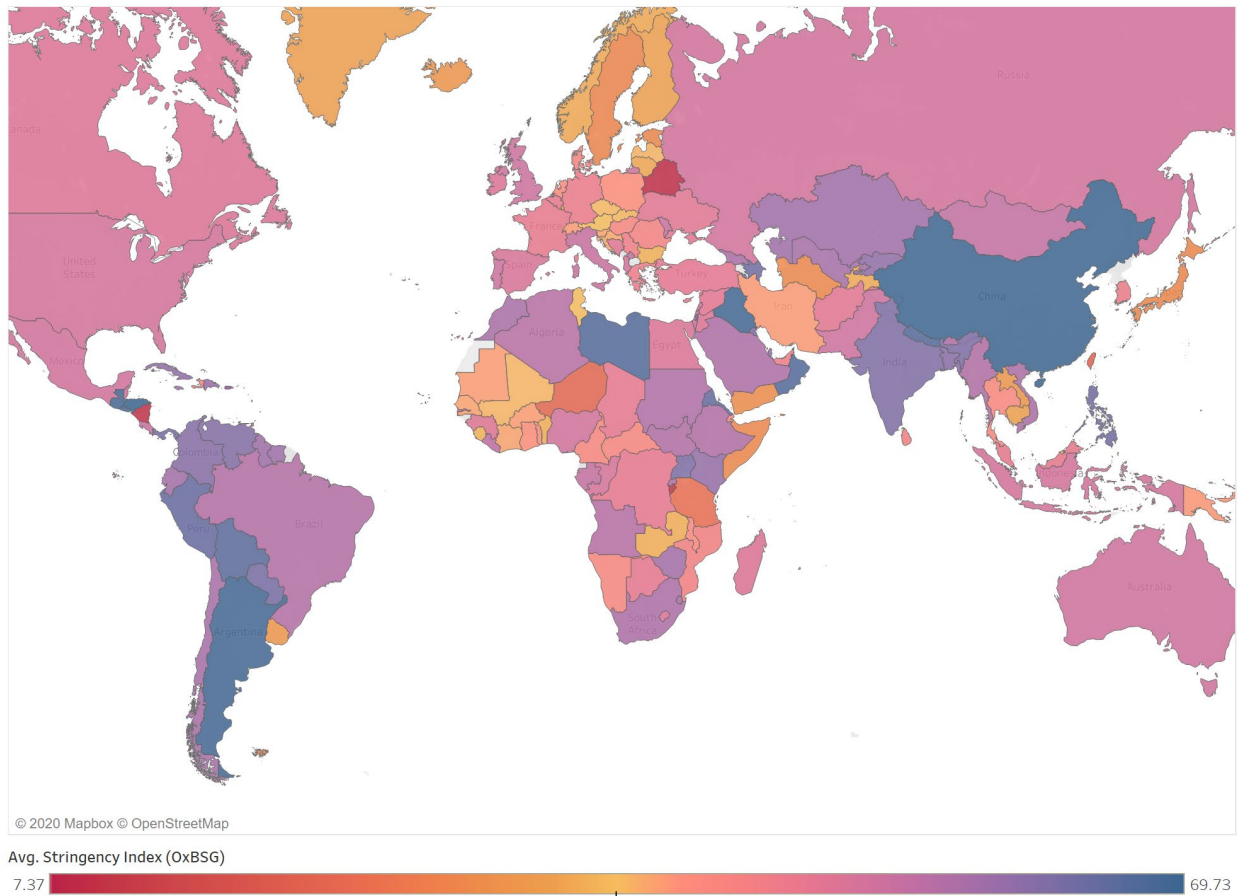 Russia
anada
United
States
France
Spain
Turkey
China
Iran
Mexico
Algeria
Egypt
India
Colombia
Indonesia
Peru
Brazil
Australia
South
Africa
Argentina
© 2020 Mapbox © OpenStreetMap
Avg. Stringency Index (OxBSG)
7.37
69.73